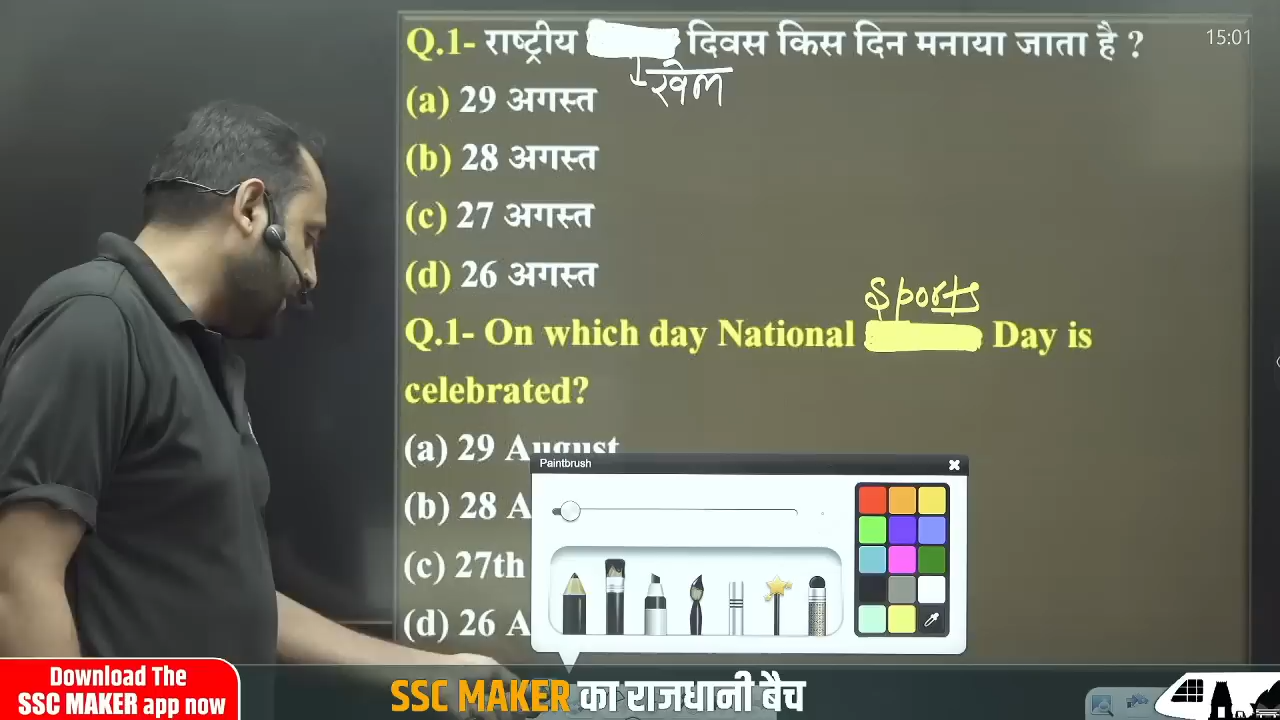 Q.1- राष्ट्रीय दिवस किस दिन मनाया जाता है ?
खेल
(a) 29 अगस्त
(b) 28 अगस्त
(c) 27 अगस्त
(d) 26 अगस्त
Sports
Q.1- On which day National Day is
celebrated?
(a) 29 August
(b) 28 A
(c) 27th
(d) 26 A
Paintbrush
15:01
Download The
SSC MAKER app now
SSC MAKER का राजधानी बैच